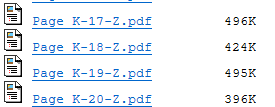 Page K-17-Z.pdf 496K
Page K-18-Z.pdf 424K
Page K-19-Z.pdf 495K
Page K-20-Z.pdf 396K